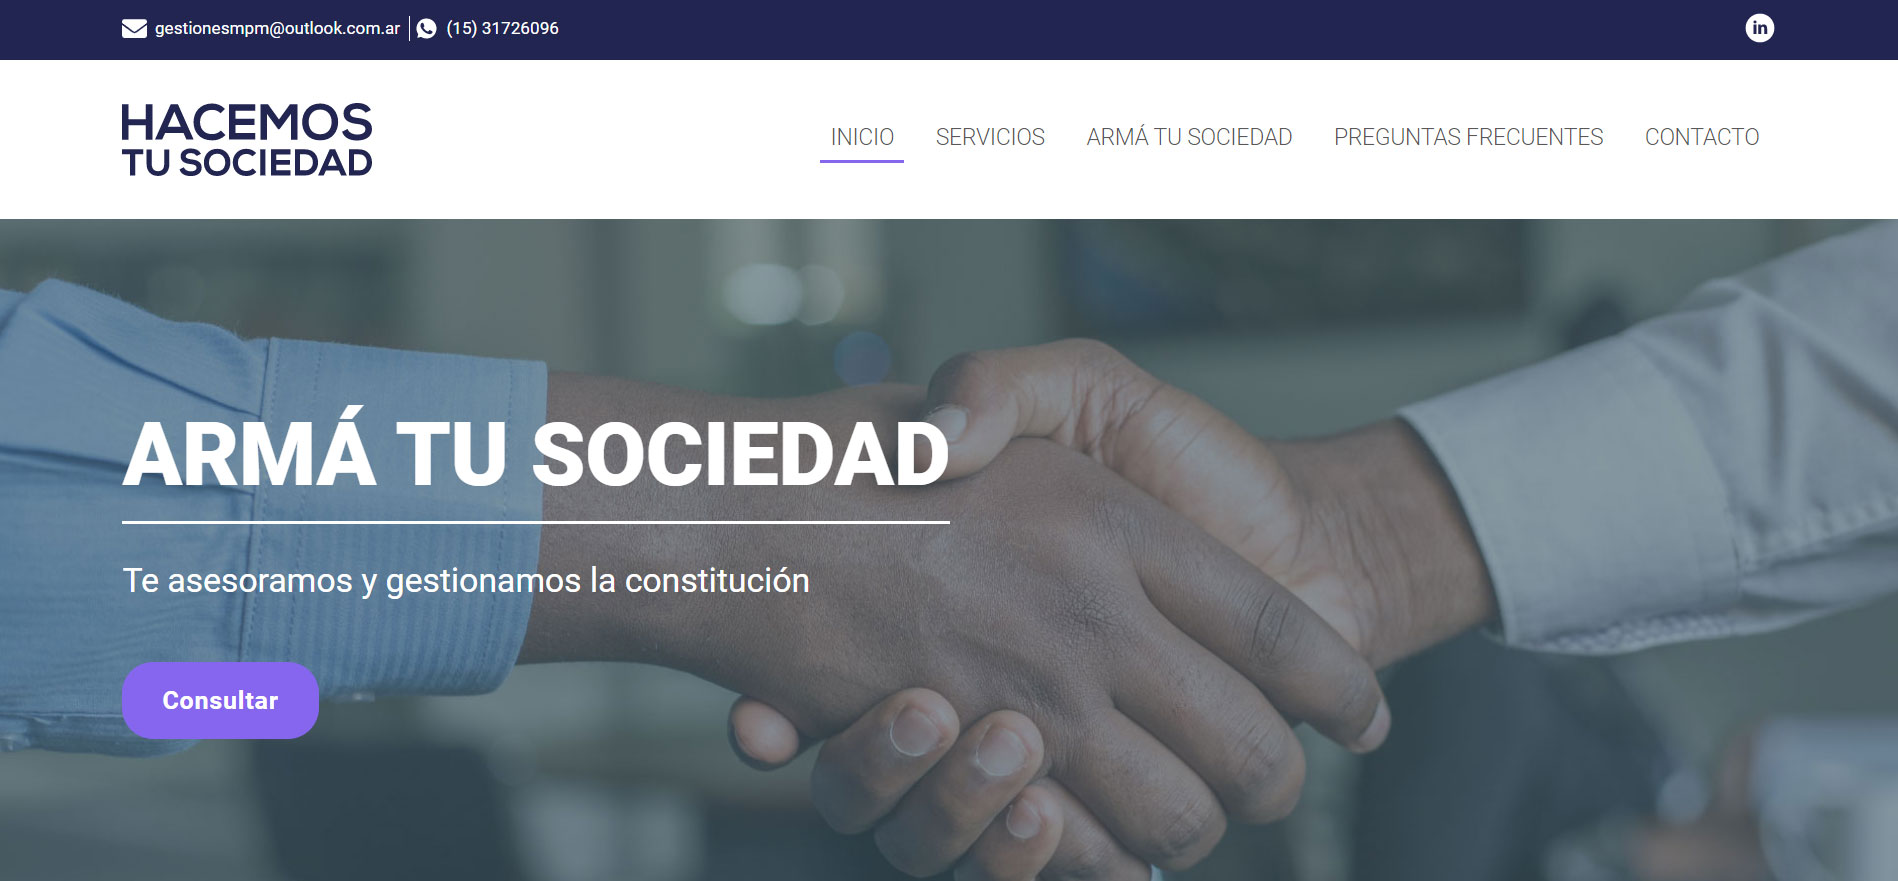 gestionesmpm@outlook.com.ar (15) 31726096
in
HACEMOS
TU SOCIEDAD
INICIO SERVICIOS ARMÁ TU SOCIEDAD PREGUNTAS FRECUENTES CONTACTO
ARMÁ TU SOCIEDAD
Te asesoramos y gestionamos la constitución
Consultar